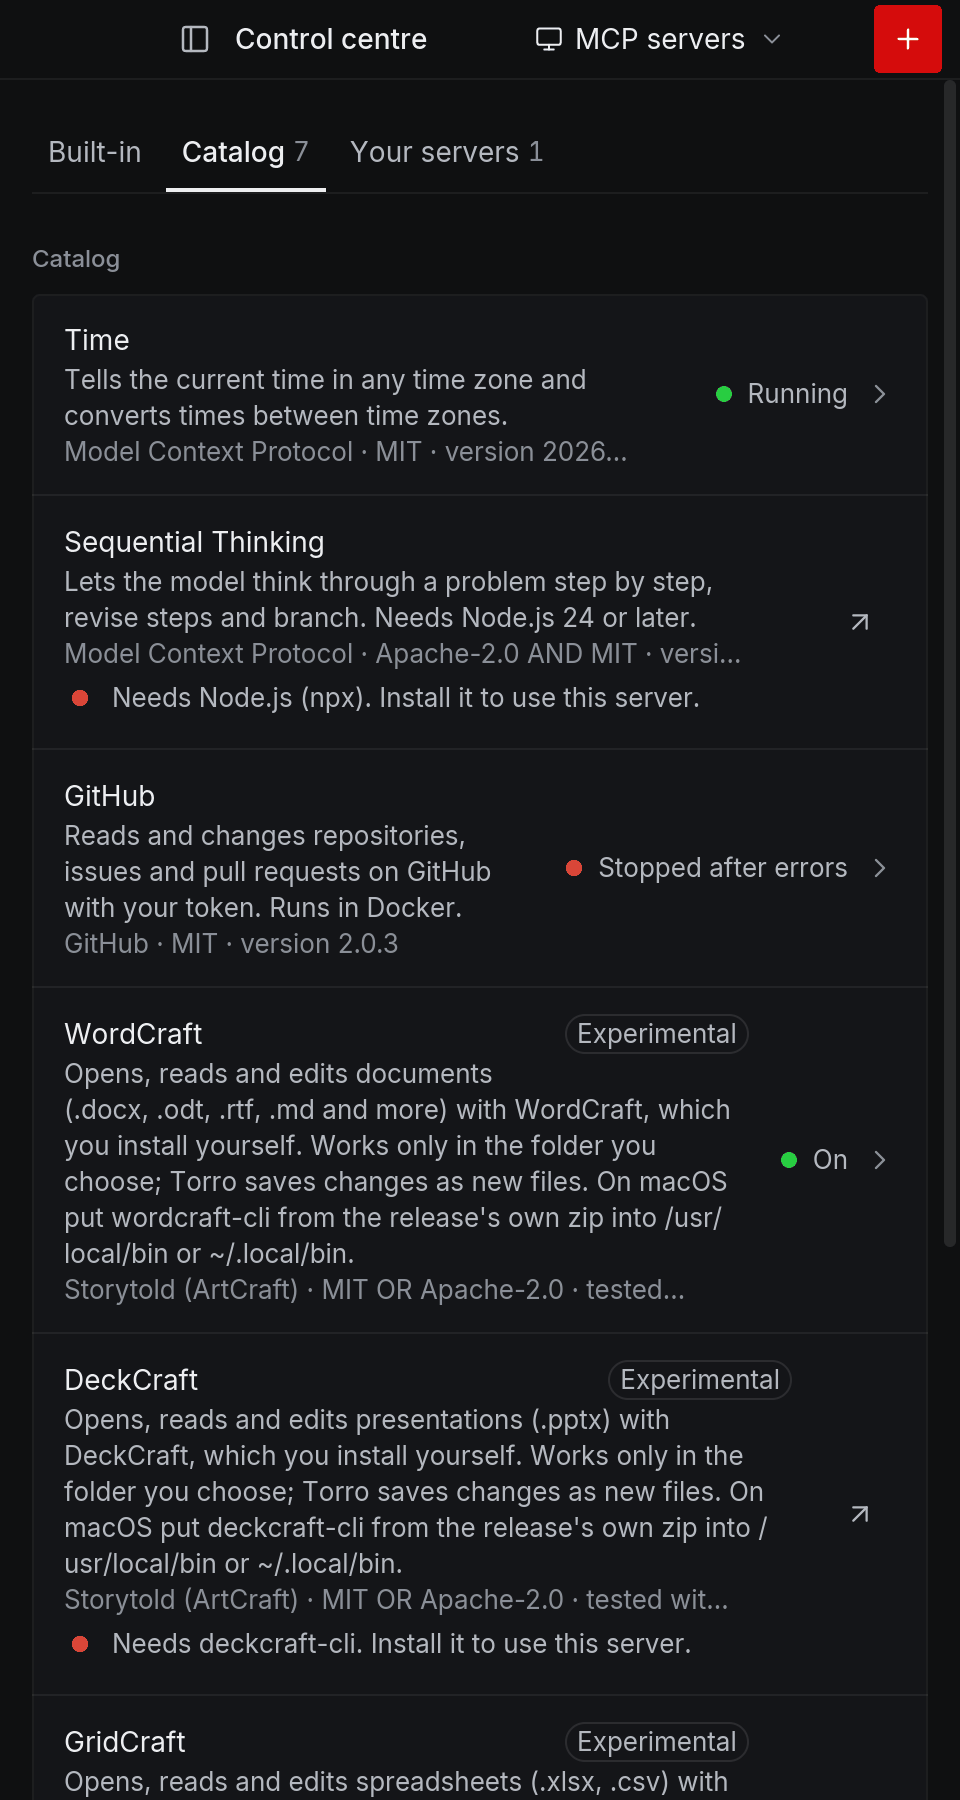 Control centre
MCP servers
Built-in
Catalog 7
Your servers 1
Catalog
Time
Tells the current time in any time zone and
converts times between time zones.
Model Context Protocol · MIT · version 2026...
Running
Sequential Thinking
Lets the model think through a problem step by step,
revise steps and branch. Needs Node.js 24 or later.
Model Context Protocol · Apache-2.0 AND MIT · versi...
Needs Node.js (npx). Install it to use this server.
GitHub
Reads and changes repositories,
issues and pull requests on GitHub
with your token. Runs in Docker.
GitHub · MIT · version 2.0.3
Stopped after errors
WordCraft
Experimental
Opens, reads and edits documents
(.docx, .odt, .rtf, .md and more) with WordCraft, which
you install yourself. Works only in the folder you
choose; Torro saves changes as new files. On macOS
put wordcraft-cli from the release's own zip into /usr/
local/bin or ~/.local/bin.
Storytold (ArtCraft) · MIT OR Apache-2.0 · tested...
On
DeckCraft
Experimental
Opens, reads and edits presentations (.pptx) with
DeckCraft, which you install yourself. Works only in the
folder you choose; Torro saves changes as new files. On
macOS put deckcraft-cli from the release's own zip into /
usr/local/bin or ~/.local/bin.
Storytold (ArtCraft) · MIT OR Apache-2.0 · tested wit...
Needs deckcraft-cli. Install it to use this server.
GridCraft
Experimental
Opens, reads and edits spreadsheets (.xlsx, .csv) with